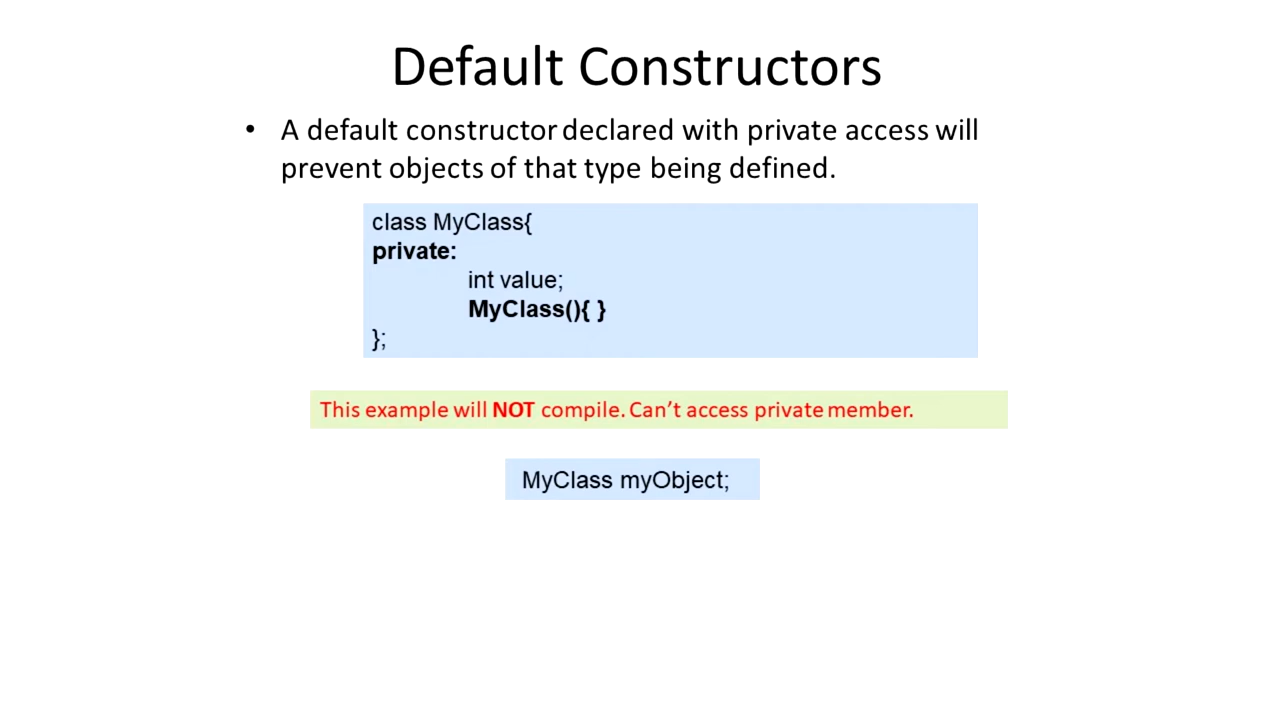 Default Constructors
• A default constructor declared with private access will
prevent objects of that type being defined.
class MyClass{
private:
int value;
MyClass(){ }
};
This example will NOT compile. Can't access private member.
MyClass myObject;